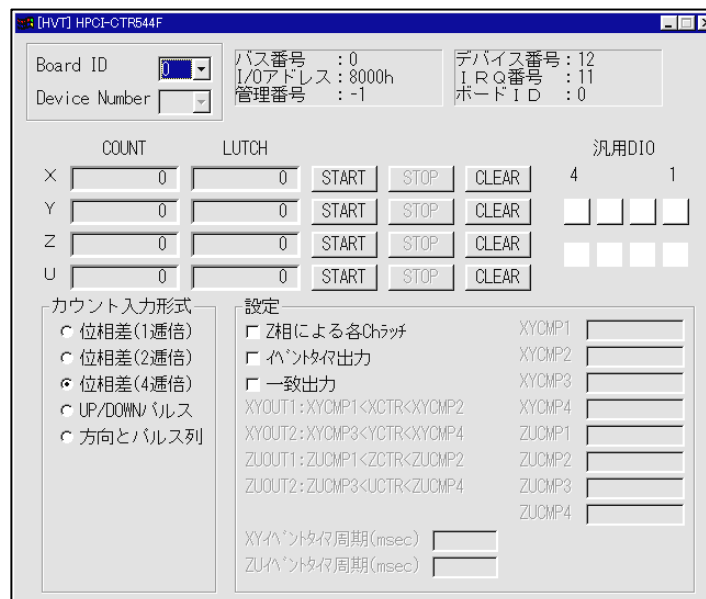 [HVT] HPCI-CTR544F
Board ID 0
Device Number
バス番号 :0
I/Oアドレス:8000h
管理番号 :-1
デバイス番号:12
IRQ番号 :11
ボードID :0
COUNT LUTCH 汎用DIO
4 1
X 0 0 START STOP CLEAR
Y 0 0 START STOP CLEAR
Z 0 0 START STOP CLEAR
U 0 0 START STOP CLEAR
カウント入力形式
位相差(1逓倍)
位相差(2逓倍)
位相差(4逓倍)
UP/DOWNパルス
方向とパルス列
設定
Z相による各Chラッチ
イベントタイマ出力
一致出力
XYOUT1:XYCMP1<XCTR<XYCMP2
XYOUT2:XYCMP3<YCTR<XYCMP4
ZUOUT1:ZUCMP1<ZCTR<ZUCMP2
ZUOUT2:ZUCMP3<UCTR<ZUCMP4
XYイベントタイマ周期(msec)
ZUイベントタイマ周期(msec)
XYCMP1
XYCMP2
XYCMP3
XYCMP4
ZUCMP1
ZUCMP2
ZUCMP3
ZUCMP4